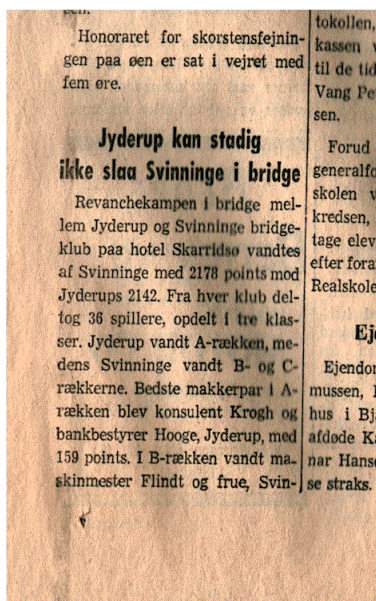 sen.
Honoraret for skorstensfejnin-
gen paa øen er sat i vejret med
fem øre.
Jyderup kan stadig
ikke slaa Svinninge i bridge
Revanchekampen i bridge mel-
lem Jyderup og Svinninge bridge-
klub paa hotel Skarridsø vandtes
af Svinninge med 2178 points mod
Jyderups 2142. Fra hver klub del-
tog 36 spillere, opdelt i tre klas-
ser. Jyderup vandt A-rækken, me-
dens Svinninge vandt B- og C-
rækkerne. Bedste makkerpar i A-
rækken blev konsulent Krogh og
bankbestyrer Hooge, Jyderup, med
159 points. I B-rækken vandt ma-
skinmester Flindt og frue, Svin-
tokollen,
kassen
til de tid
Vang Pe
sen.
Forud
generalfo
skolen v
kredsen,
tage elev
efter fora
Realskole
Eje
Ejendom
mussen,
hus i Bj
afdøde Ka
nar Hans
se straks.